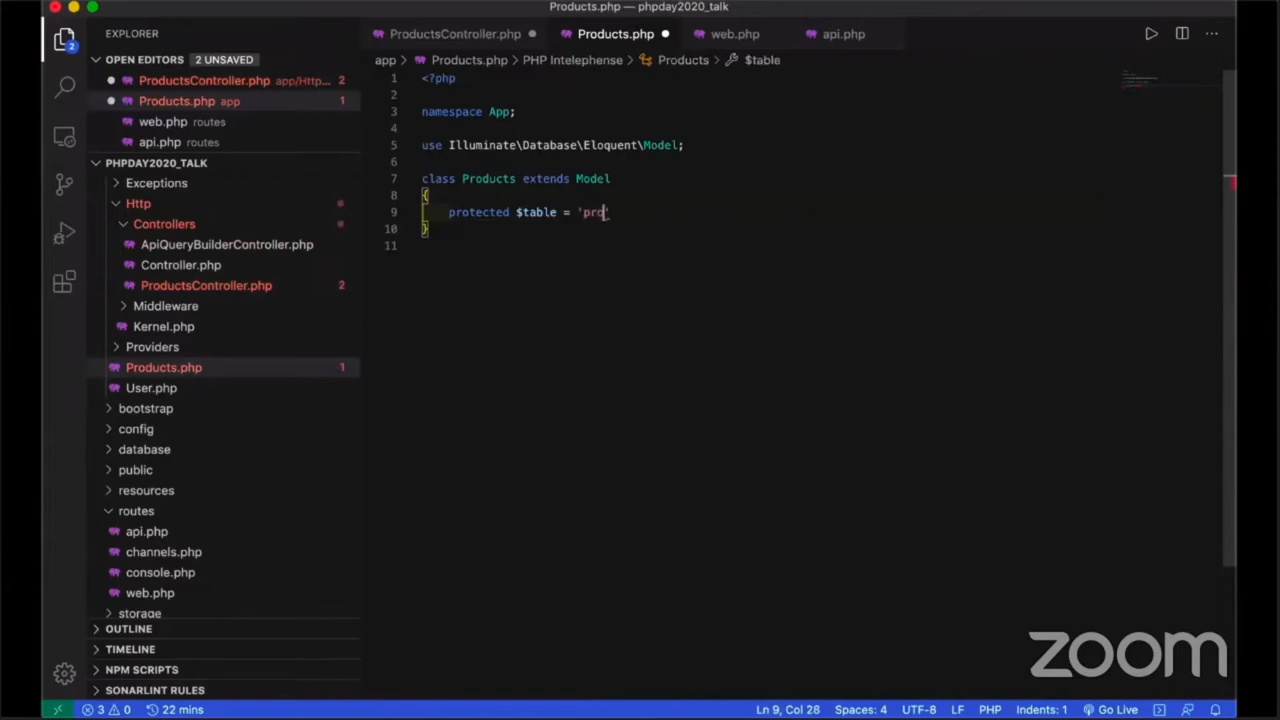 Products.php — phpday2020_talk
EXPLORER
OPEN EDITORS 2 UNSAVED
ProductsController.php app/Http... 2
Products.php app 1
web.php routes
api.php routes
PHPDAY2020_TALK
Exceptions
Http
Controllers
ApiQueryBuilderController.php
Controller.php
ProductsController.php 2
Middleware
Kernel.php
Providers
Products.php 1
User.php
bootstrap
config
database
public
resources
routes
api.php
channels.php
console.php
web.php
storage
OUTLINE
TIMELINE
NPM SCRIPTS
SONARLINT RULES
2
ProductsController.php Products.php web.php api.php
app > Products.php > PHP Intelephense > Products > $table
1 <?php
2
3 namespace App;
4
5 use Illuminate\Database\Eloquent\Model;
6
7 class Products extends Model
8 {
9 protected $table = 'pro'
10 }
11
zoom
3 0 22 mins Ln 9, Col 28 Spaces: 4 UTF-8 LF PHP Indents: 1 Go Live